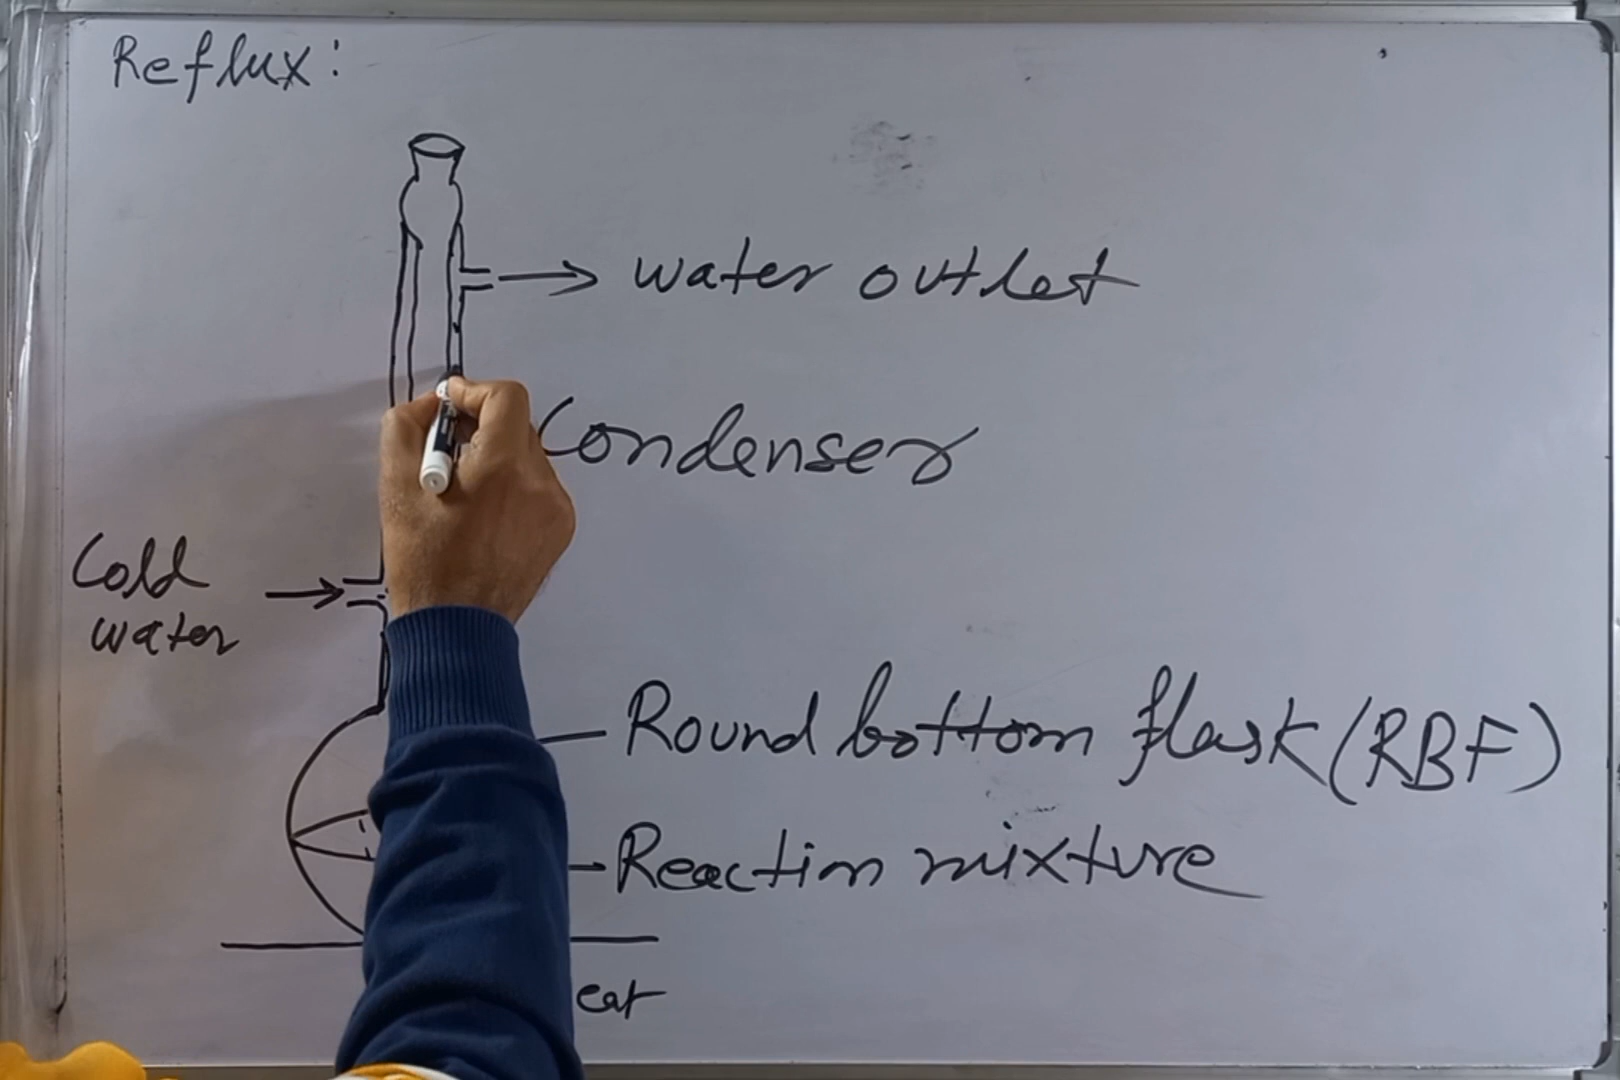 Reflux:
water outlet
Condenser
Cold
water
Round bottom flask (RBF)
Reaction mixture
eat